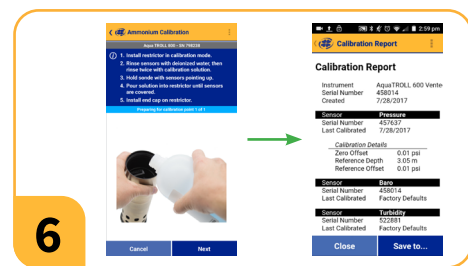 Ammonium Calibration
Aqua TROLL 600 - SN 798238
1. Install restrictor in calibration mode.
2. Rinse sensors with deionized water, then
rinse twice with calibration solution.
3. Hold sonde with sensors pointing up.
4. Pour solution into restrictor until sensors
are covered.
5. Install end cap on restrictor.
Preparing for calibration point 1 of 1
Cancel Next
2:59 pm
Calibration Report
Calibration Report
Instrument AquaTROLL 600 Vente
Serial Number 458014
Created 7/28/2017
Sensor Pressure
Serial Number 457637
Last Calibrated 7/28/2017
Calibration Details
Zero Offset 0.01 psi
Reference Depth 3.05 m
Reference Offset 0.01 psi
Sensor Baro
Serial Number 458014
Last Calibrated Factory Defaults
Sensor Turbidity
Serial Number 522881
Last Calibrated Factory Defaults
Close Save to...
6